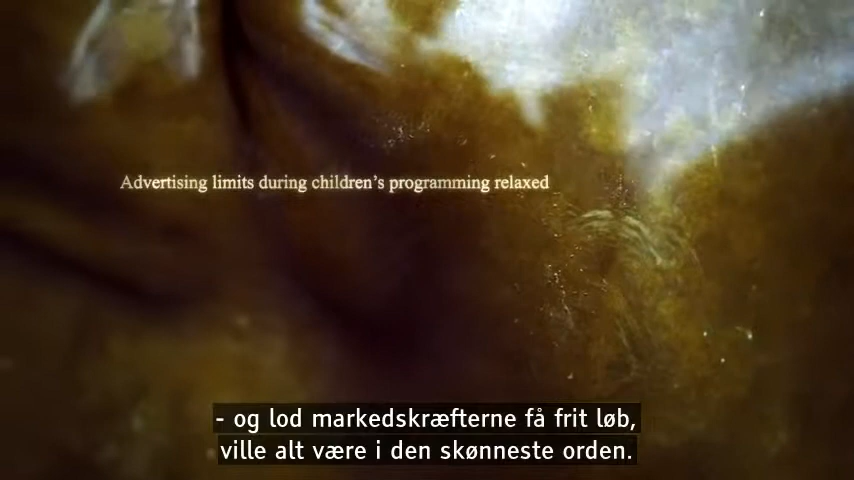 Advertising limits during children's programming relaxed
- og lod markedskræfterne få frit løb,
ville alt være i den skønneste orden.